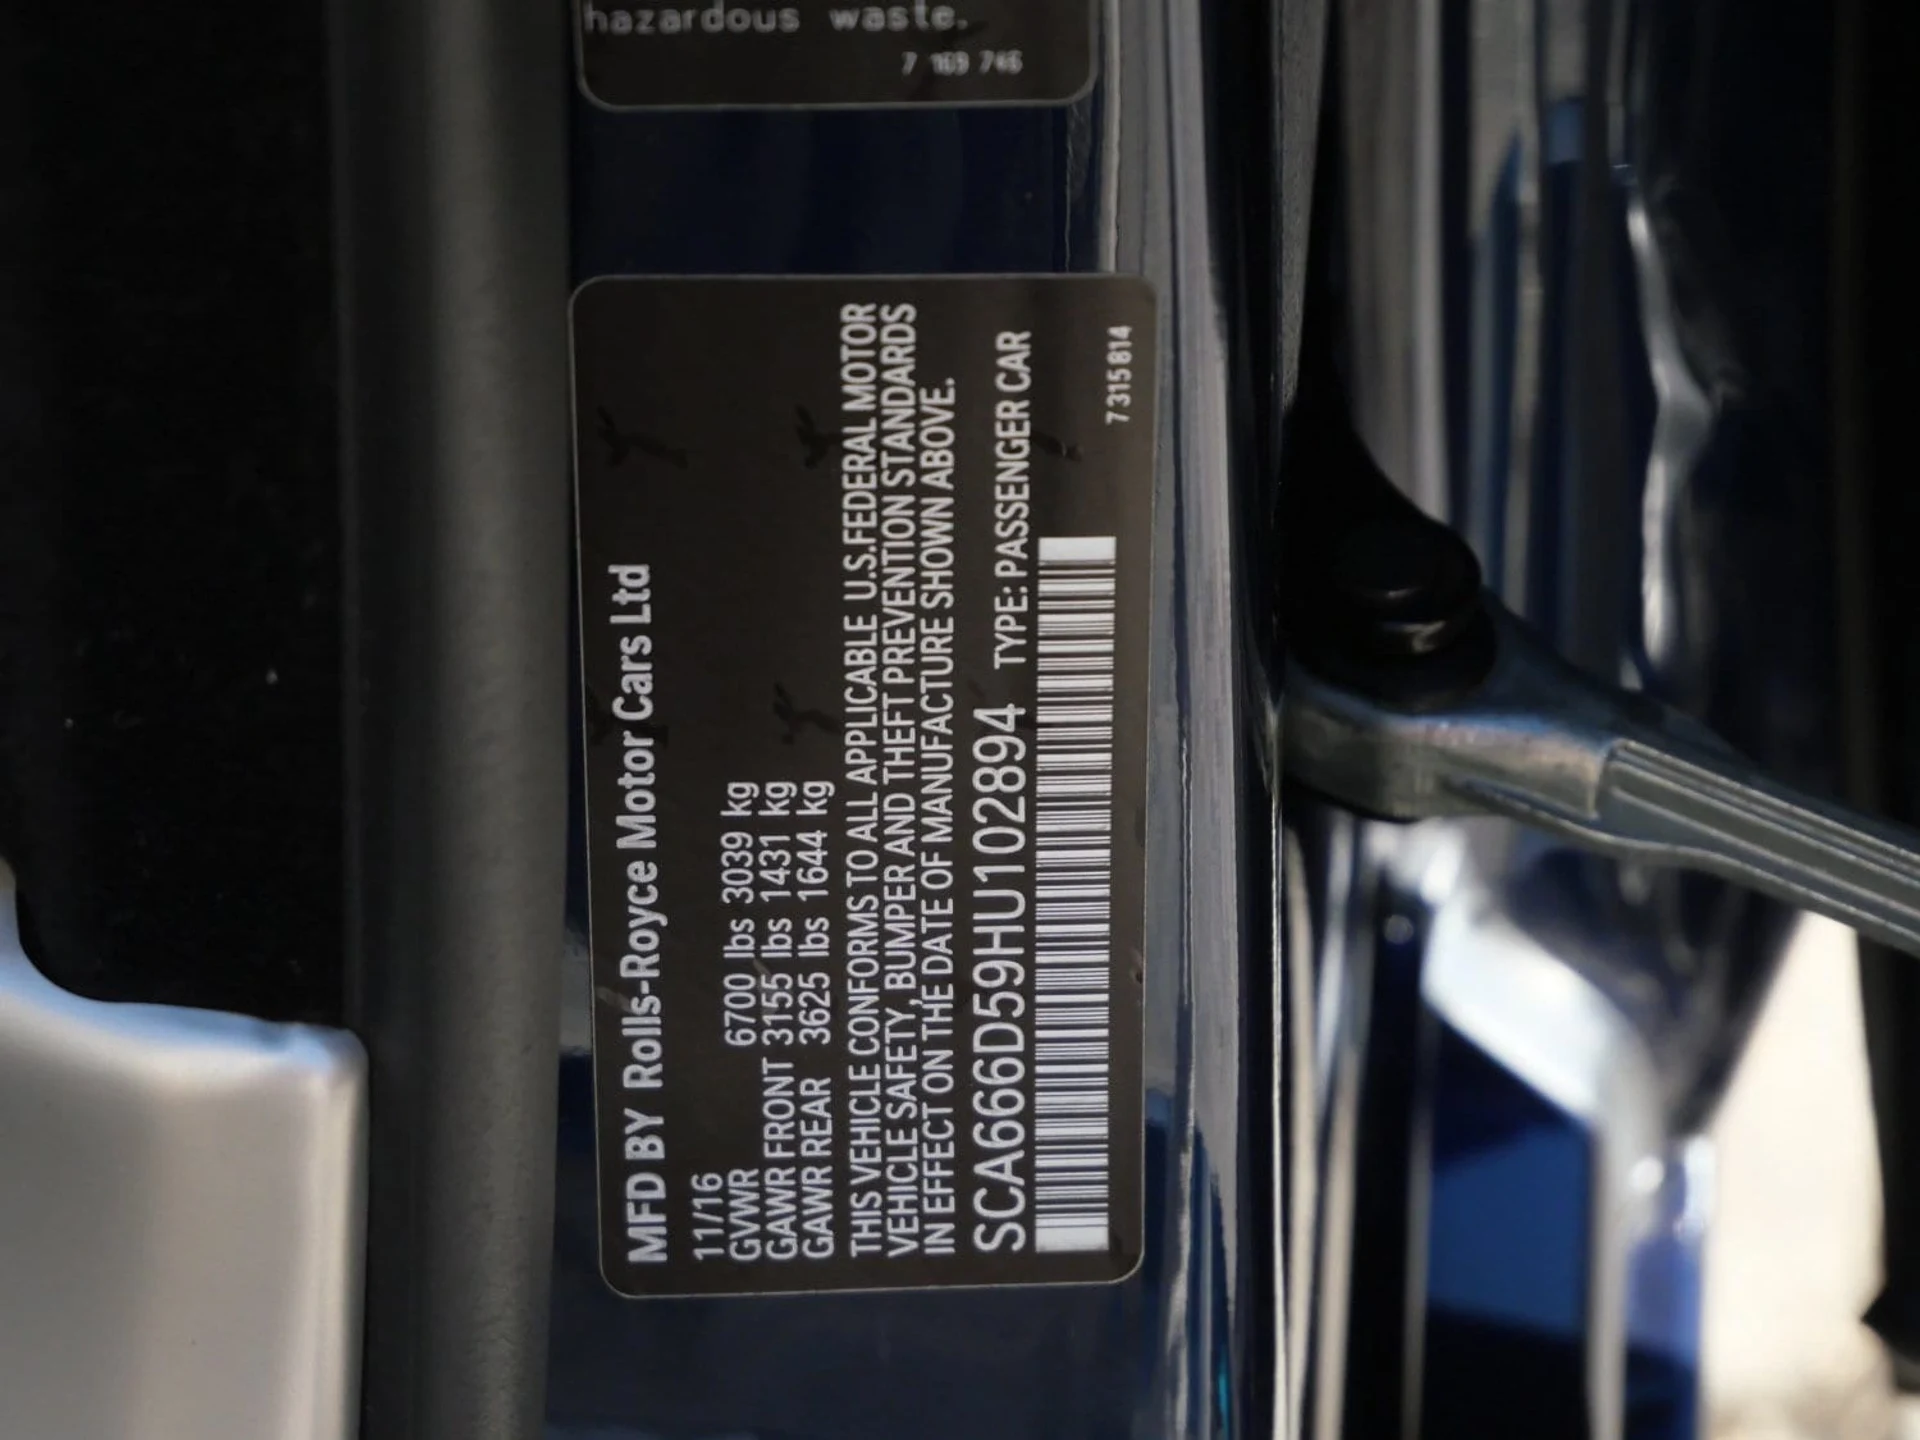 hazardous waste.
7 169 746
MFD BY Rolls-Royce Motor Cars Ltd
11/16
GVWR 6700 lbs 3039 kg
GAWR FRONT 3155 lbs 1431 kg
GAWR REAR 3625 lbs 1644 kg
THIS VEHICLE CONFORMS TO ALL APPLICABLE U.S.FEDERAL MOTOR
VEHICLE SAFETY, BUMPER AND THEFT PREVENTION STANDARDS
IN EFFECT ON THE DATE OF MANUFACTURE SHOWN ABOVE.
SCA666D59HU102894 TYPE: PASSENGER CAR
7315814